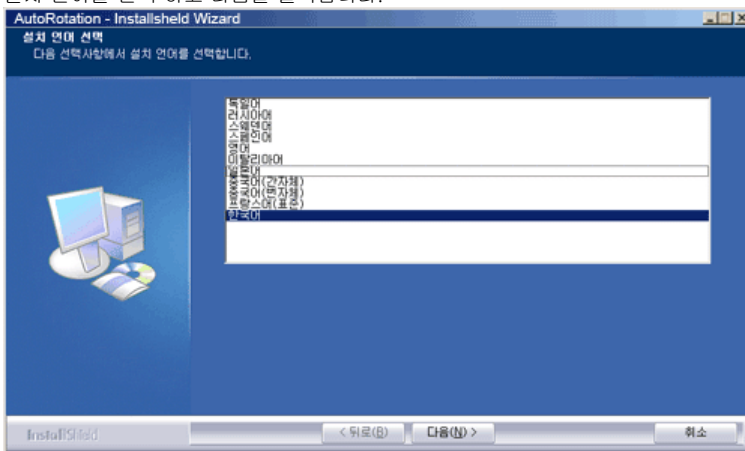 AutoRotation - Installsheld Wizard
설치 언어 선택
다음 선택사항에서 설치 언어를 선택합니다.
독일어
러시아어
스웨덴어
스페인어
영어
이탈리아어
일본어
중국어(간자체)
중국어(번자체)
프랑스어(표준)
한국어
InstallShield
< 뒤로(B)
다음(N) >
취소